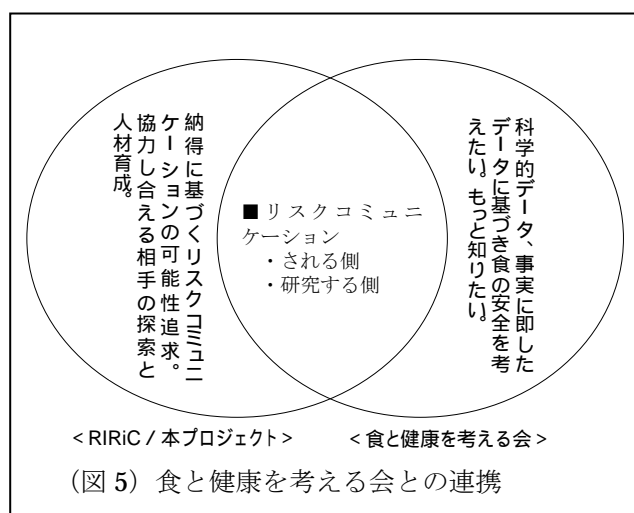 納得に基づくリスクコミュニ
ケーションの可能性追求。
協力し合える相手の探索と
人材育成。
■リスクコミュニ
ケーション
・される側
・研究する側
科学的データ、事実に即した
データに基づき食の安全を考
えたい。もっと知りたい。
＜RIRiC / 本プロジェクト＞
＜食と健康を考える会＞
（図 5）食と健康を考える会との連携